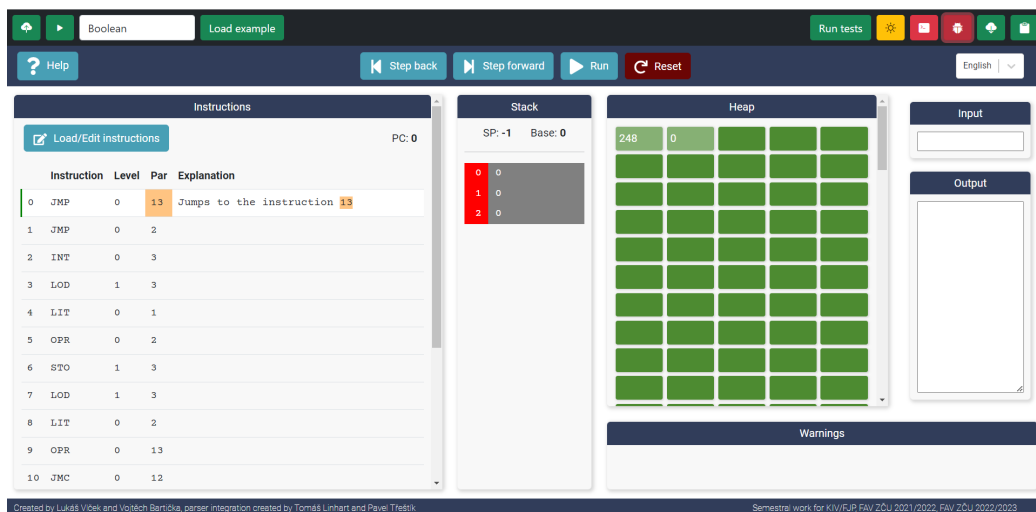 Boolean Load example Run tests
? Help Step back Step forward Run Reset English
Instructions
Load/Edit instructions PC: 0
Instruction Level Par Explanation
0 JMP 0 13 Jumps to the instruction 13
1 JMP 0 2
2 INT 0 3
3 LOD 1 3
4 LIT 0 1
5 OPR 0 2
6 STO 1 3
7 LOD 1 3
8 LIT 0 2
9 OPR 0 13
10 JMC 0 12
Stack
SP: -1 Base: 0
0 0
1 0
2 0
Heap
248 0
Input
Output
Warnings
Created by Lukáš Vlček and Vojtěch Bartička, parser integration created by Tomáš Linhart and Pavel Třeštík
Semestral work for KIV/FJP, FAV ZČU 2021/2022, FAV ZČU 2022/2023